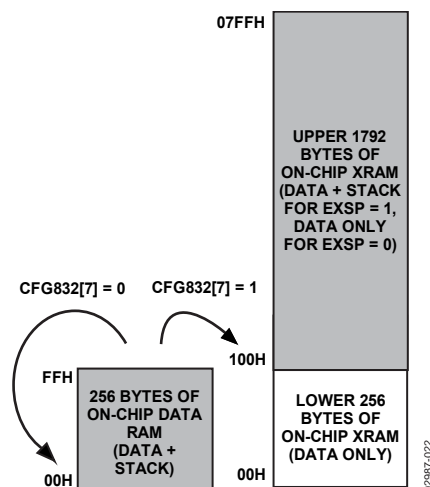 07FFH
UPPER 1792
BYTES OF
ON-CHIP XRAM
(DATA + STACK
FOR EXSP = 1,
DATA ONLY
FOR EXSP = 0)
CFG832[7] = 0
CFG832[7] = 1
100H
FFH
256 BYTES OF
ON-CHIP DATA
RAM
(DATA +
STACK)
00H
LOWER 256
BYTES OF
ON-CHIP XRAM
(DATA ONLY)
00H
02987-022